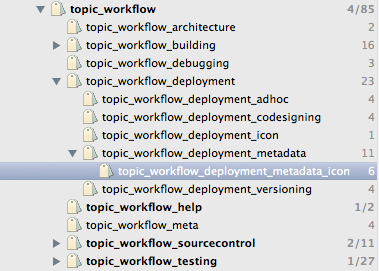 topic_workflow 4/85
topic_workflow_architecture 2
topic_workflow_building 16
topic_workflow_debugging 3
topic_workflow_deployment 23
topic_workflow_deployment_adhoc 4
topic_workflow_deployment_codesigning 4
topic_workflow_deployment_icon 1
topic_workflow_deployment_metadata 11
topic_workflow_deployment_metadata_icon 6
topic_workflow_deployment_versioning 4
topic_workflow_help 1/2
topic_workflow_meta 4
topic_workflow_sourcecontrol 2/11
topic_workflow_testing 1/27